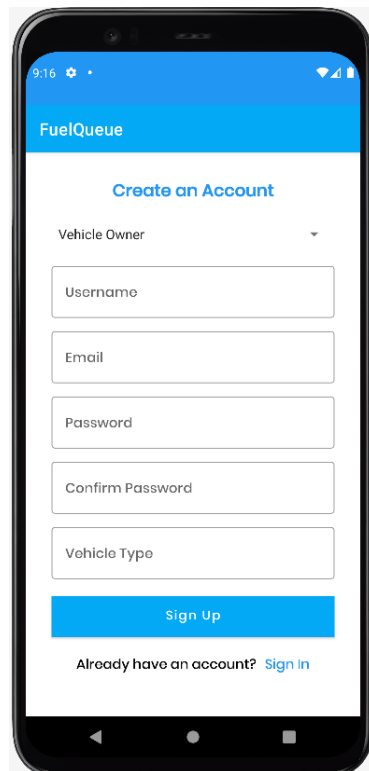 9:16
FuelQueue
Create an Account
Vehicle Owner
Username
Email
Password
Confirm Password
Vehicle Type
Sign Up
Already have an account? Sign In